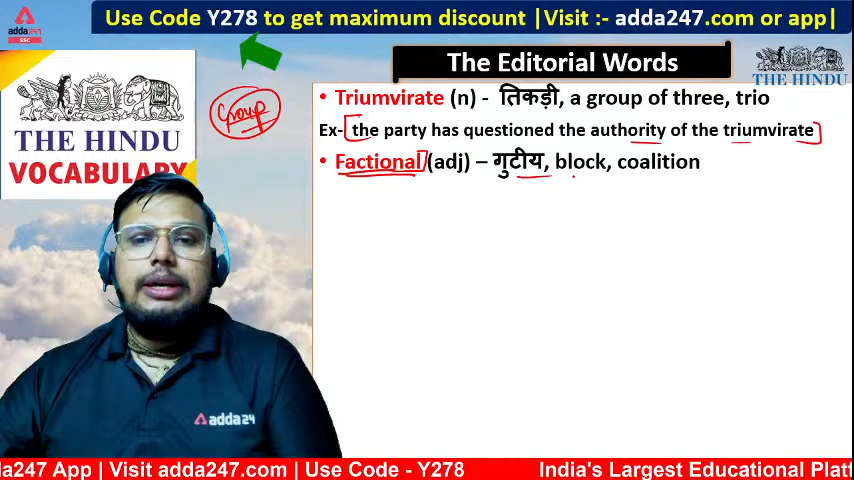 Use Code Y278 to get maximum discount |Visit :- adda247.com or app|
adda247
SSC
The Editorial Words
THE HINDU
THE HINDU
VOCABULARY
Group
• Triumvirate (n) - तिकड़ी, a group of three, trio
Ex- the party has questioned the authority of the triumvirate
• Factional (adj) – गुटीय, block, coalition
adda24
da247 App | Visit adda247.com | Use Code - Y278 India's Largest Educational Platf